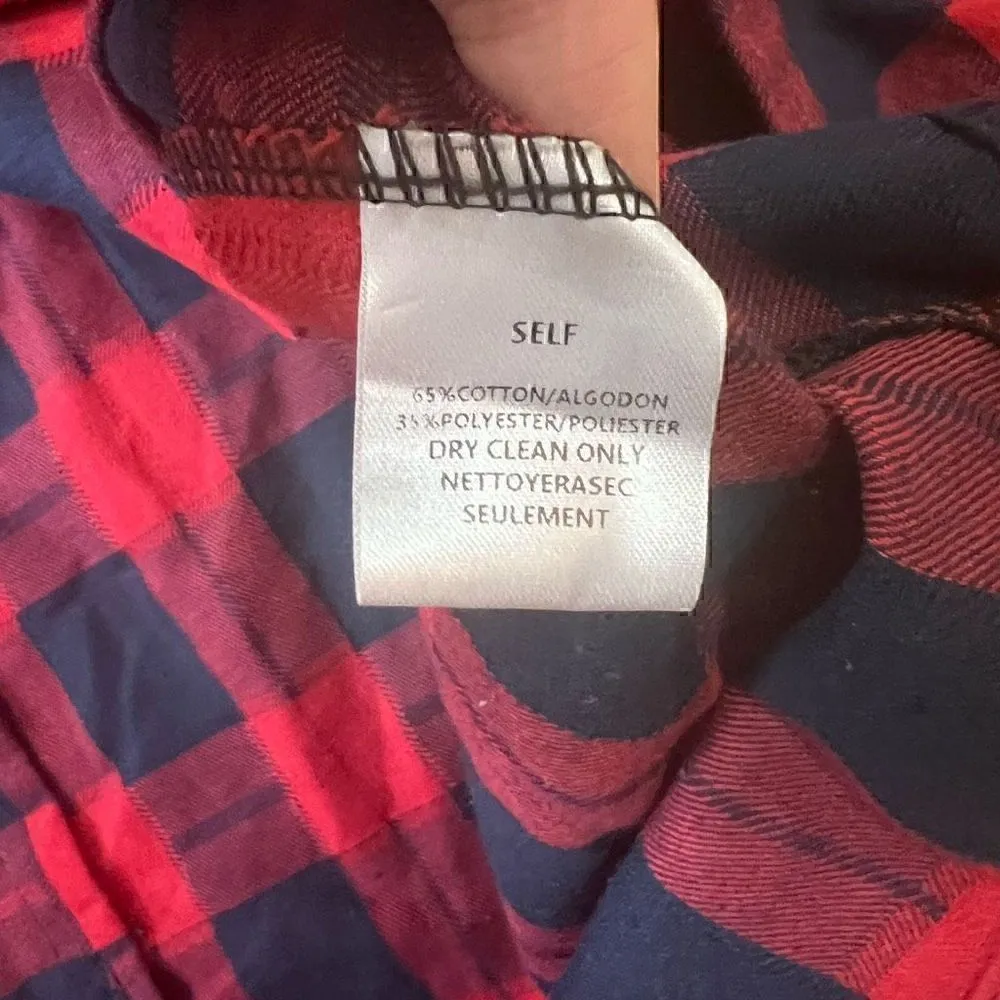 SELF
65%COTTON/ALGODON
35%POLYESTER/POLIESTER
DRY CLEAN ONLY
NETTOYERASEC
SEULEMENT